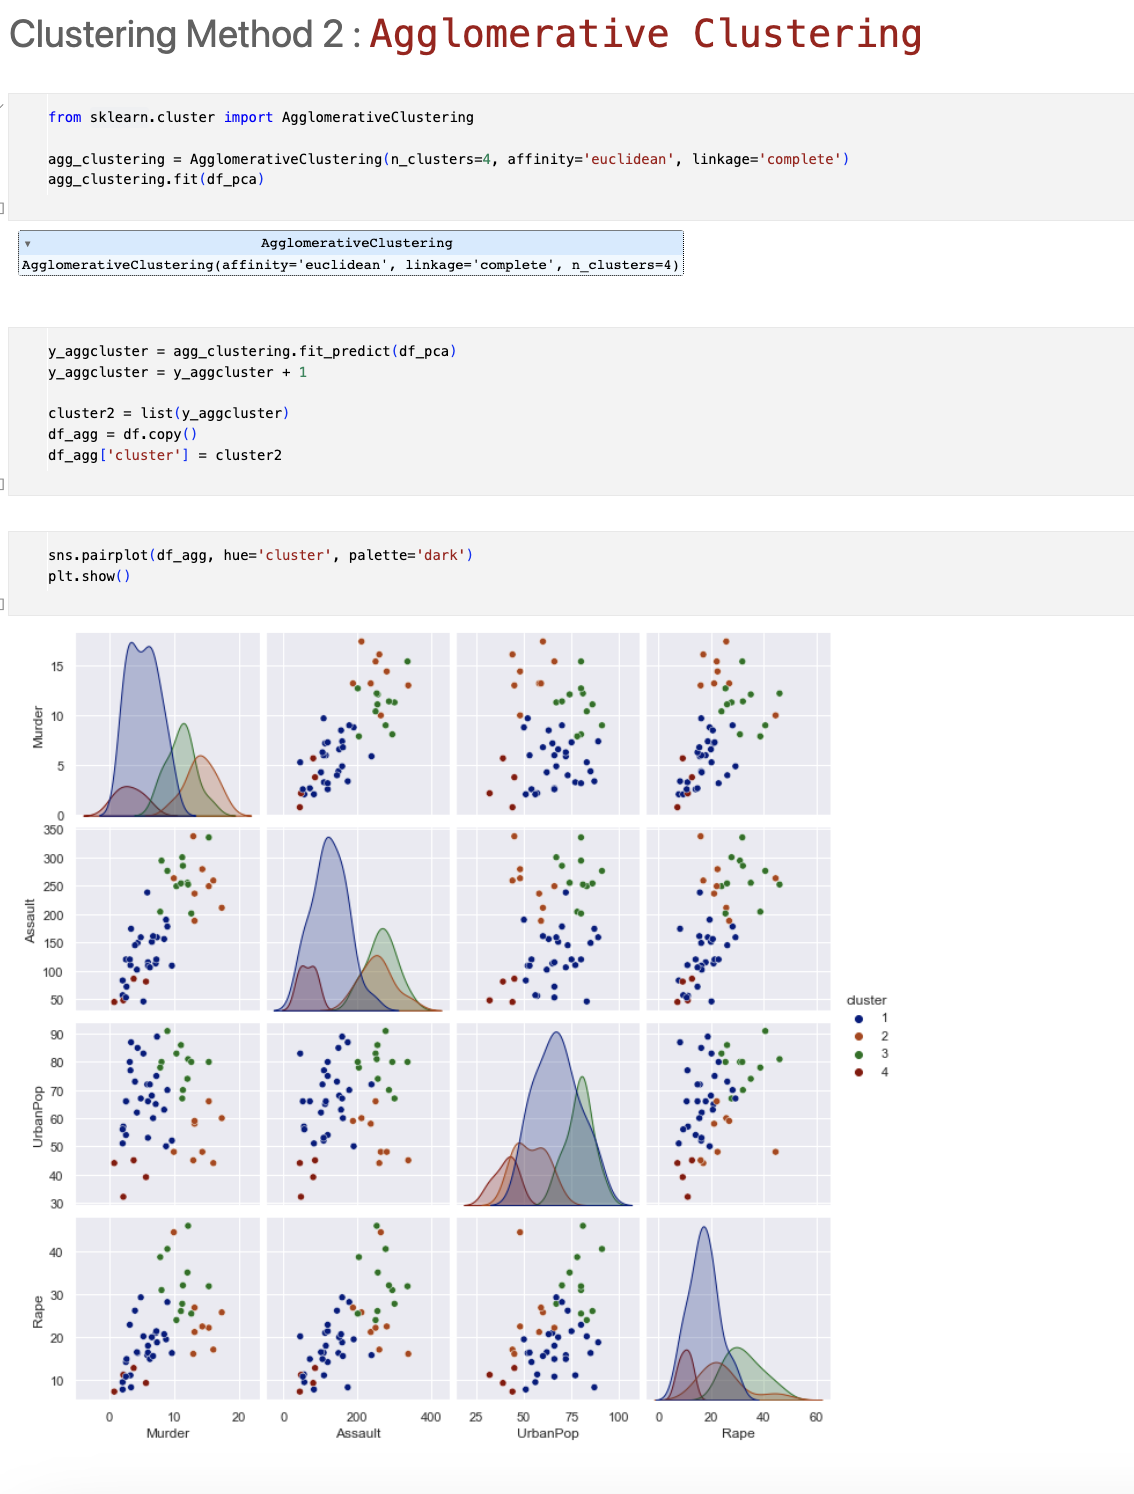 Clustering Method 2 : Agglomerative Clustering
from sklearn.cluster import AgglomerativeClustering
agg_clustering = AgglomerativeClustering(n_clusters=4, affinity='euclidean', linkage='complete')
agg_clustering.fit(df_pca)
AgglomerativeClustering
AgglomerativeClustering(affinity='euclidean', linkage='complete', n_clusters=4)
y_aggcluster = agg_clustering.fit_predict(df_pca)
y_aggcluster = y_aggcluster + 1
cluster2 = list(y_aggcluster)
df_agg = df.copy()
df_agg['cluster'] = cluster2
sns.pairplot(df_agg, hue='cluster', palette='dark')
plt.show()
Murder
15
10
5
0
Assault
350
300
250
200
150
100
50
UrbanPop
90
80
70
60
50
40
30
Rape
40
30
20
10
0 10 20
Murder
0 200 400
Assault
25 50 75 100
UrbanPop
0 20 40 60
Rape
cluster
1
2
3
4